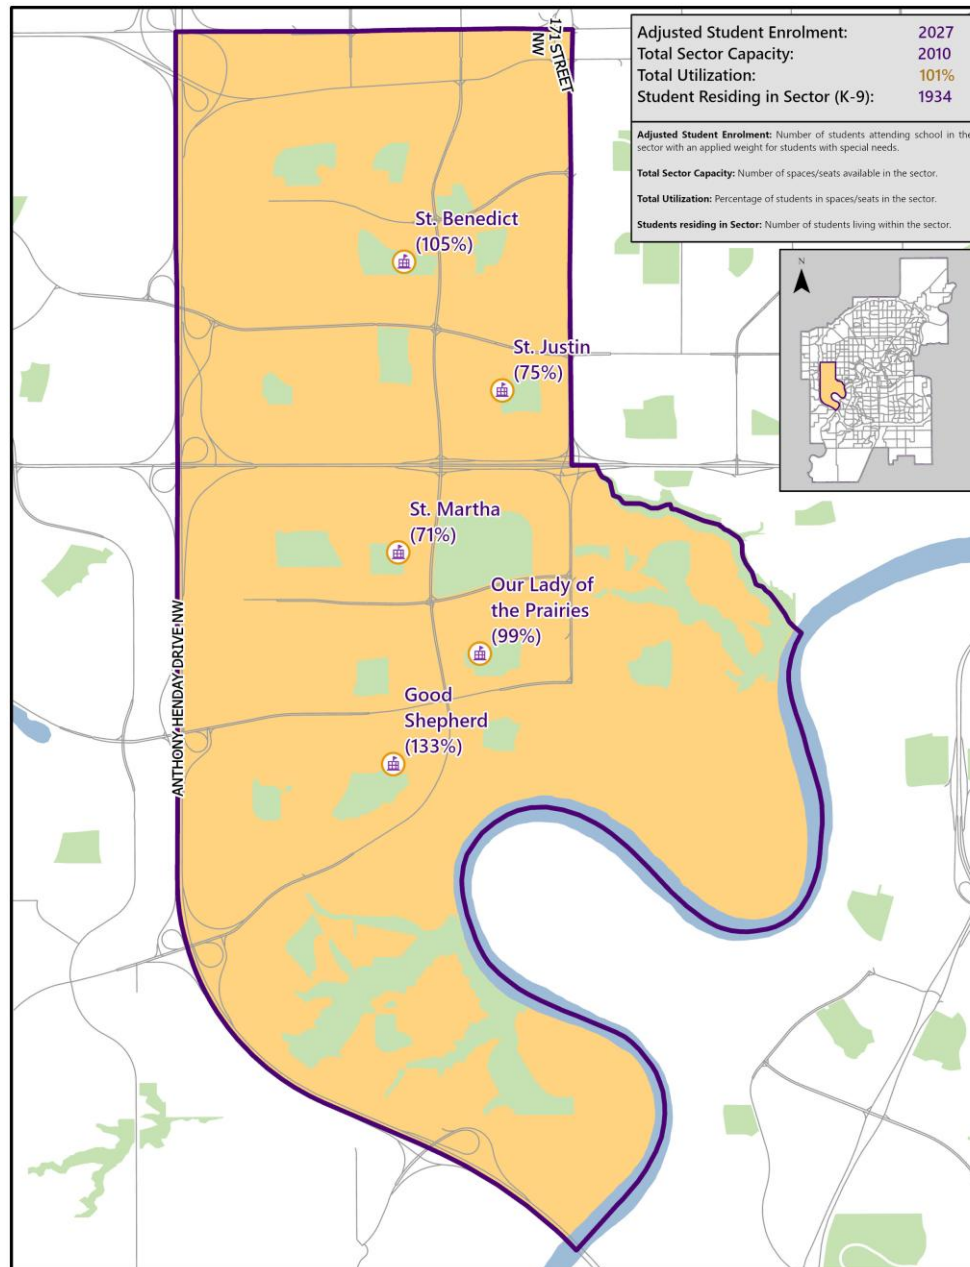 171 STREET
NW
Adjusted Student Enrolment: 2027
Total Sector Capacity: 2010
Total Utilization: 101%
Student Residing in Sector (K-9): 1934
Adjusted Student Enrolment: Number of students attending school in the
sector with an applied weight for students with special needs.
Total Sector Capacity: Number of spaces/seats available in the sector.
Total Utilization: Percentage of students in spaces/seats in the sector.
Students residing in Sector: Number of students living within the sector.
N
St. Benedict
(105%)
St. Justin
(75%)
St. Martha
(71%)
Our Lady of
the Prairies
(99%)
Good
Shepherd
(133%)
ANTHONY HENDAY DRIVE NW